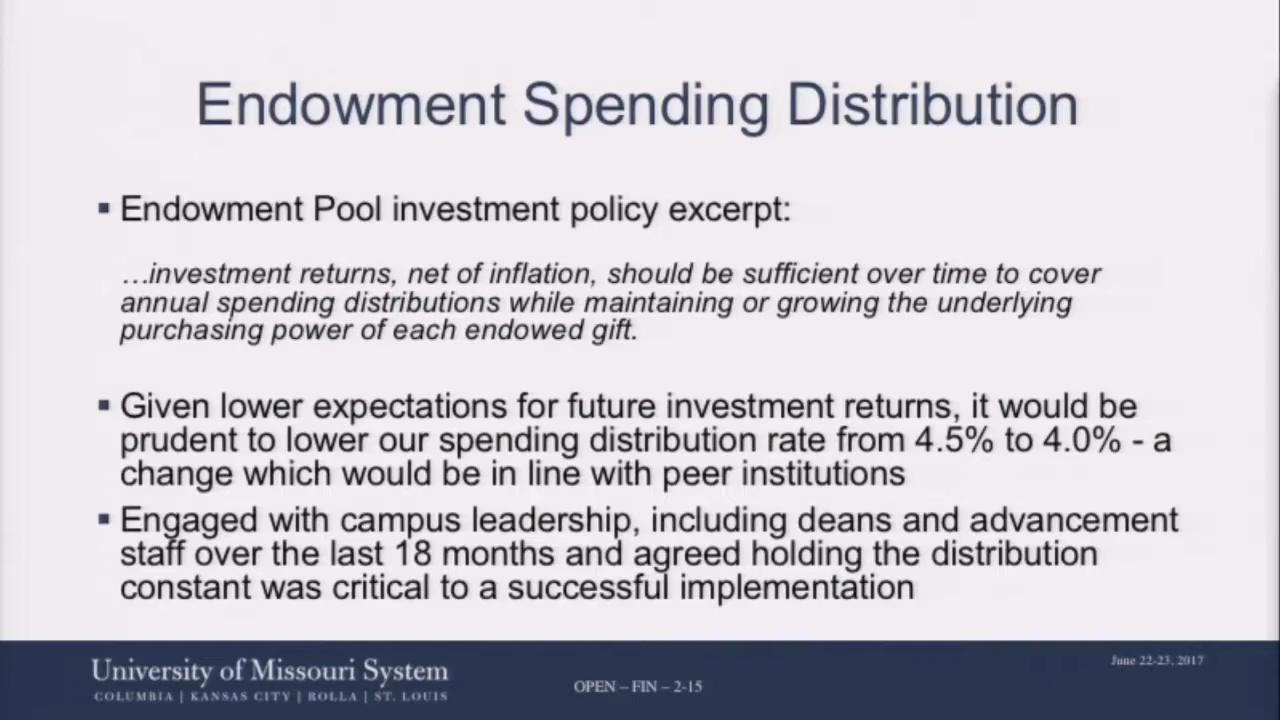 Endowment Spending Distribution
▪ Endowment Pool investment policy excerpt:
…investment returns, net of inflation, should be sufficient over time to cover
annual spending distributions while maintaining or growing the underlying
purchasing power of each endowed gift.
▪ Given lower expectations for future investment returns, it would be
prudent to lower our spending distribution rate from 4.5% to 4.0% - a
change which would be in line with peer institutions
▪ Engaged with campus leadership, including deans and advancement
staff over the last 18 months and agreed holding the distribution
constant was critical to a successful implementation
University of Missouri System
COLUMBIA | KANSAS CITY | ROLLA | ST. LOUIS
OPEN – FIN – 2-15
June 22-23, 2017